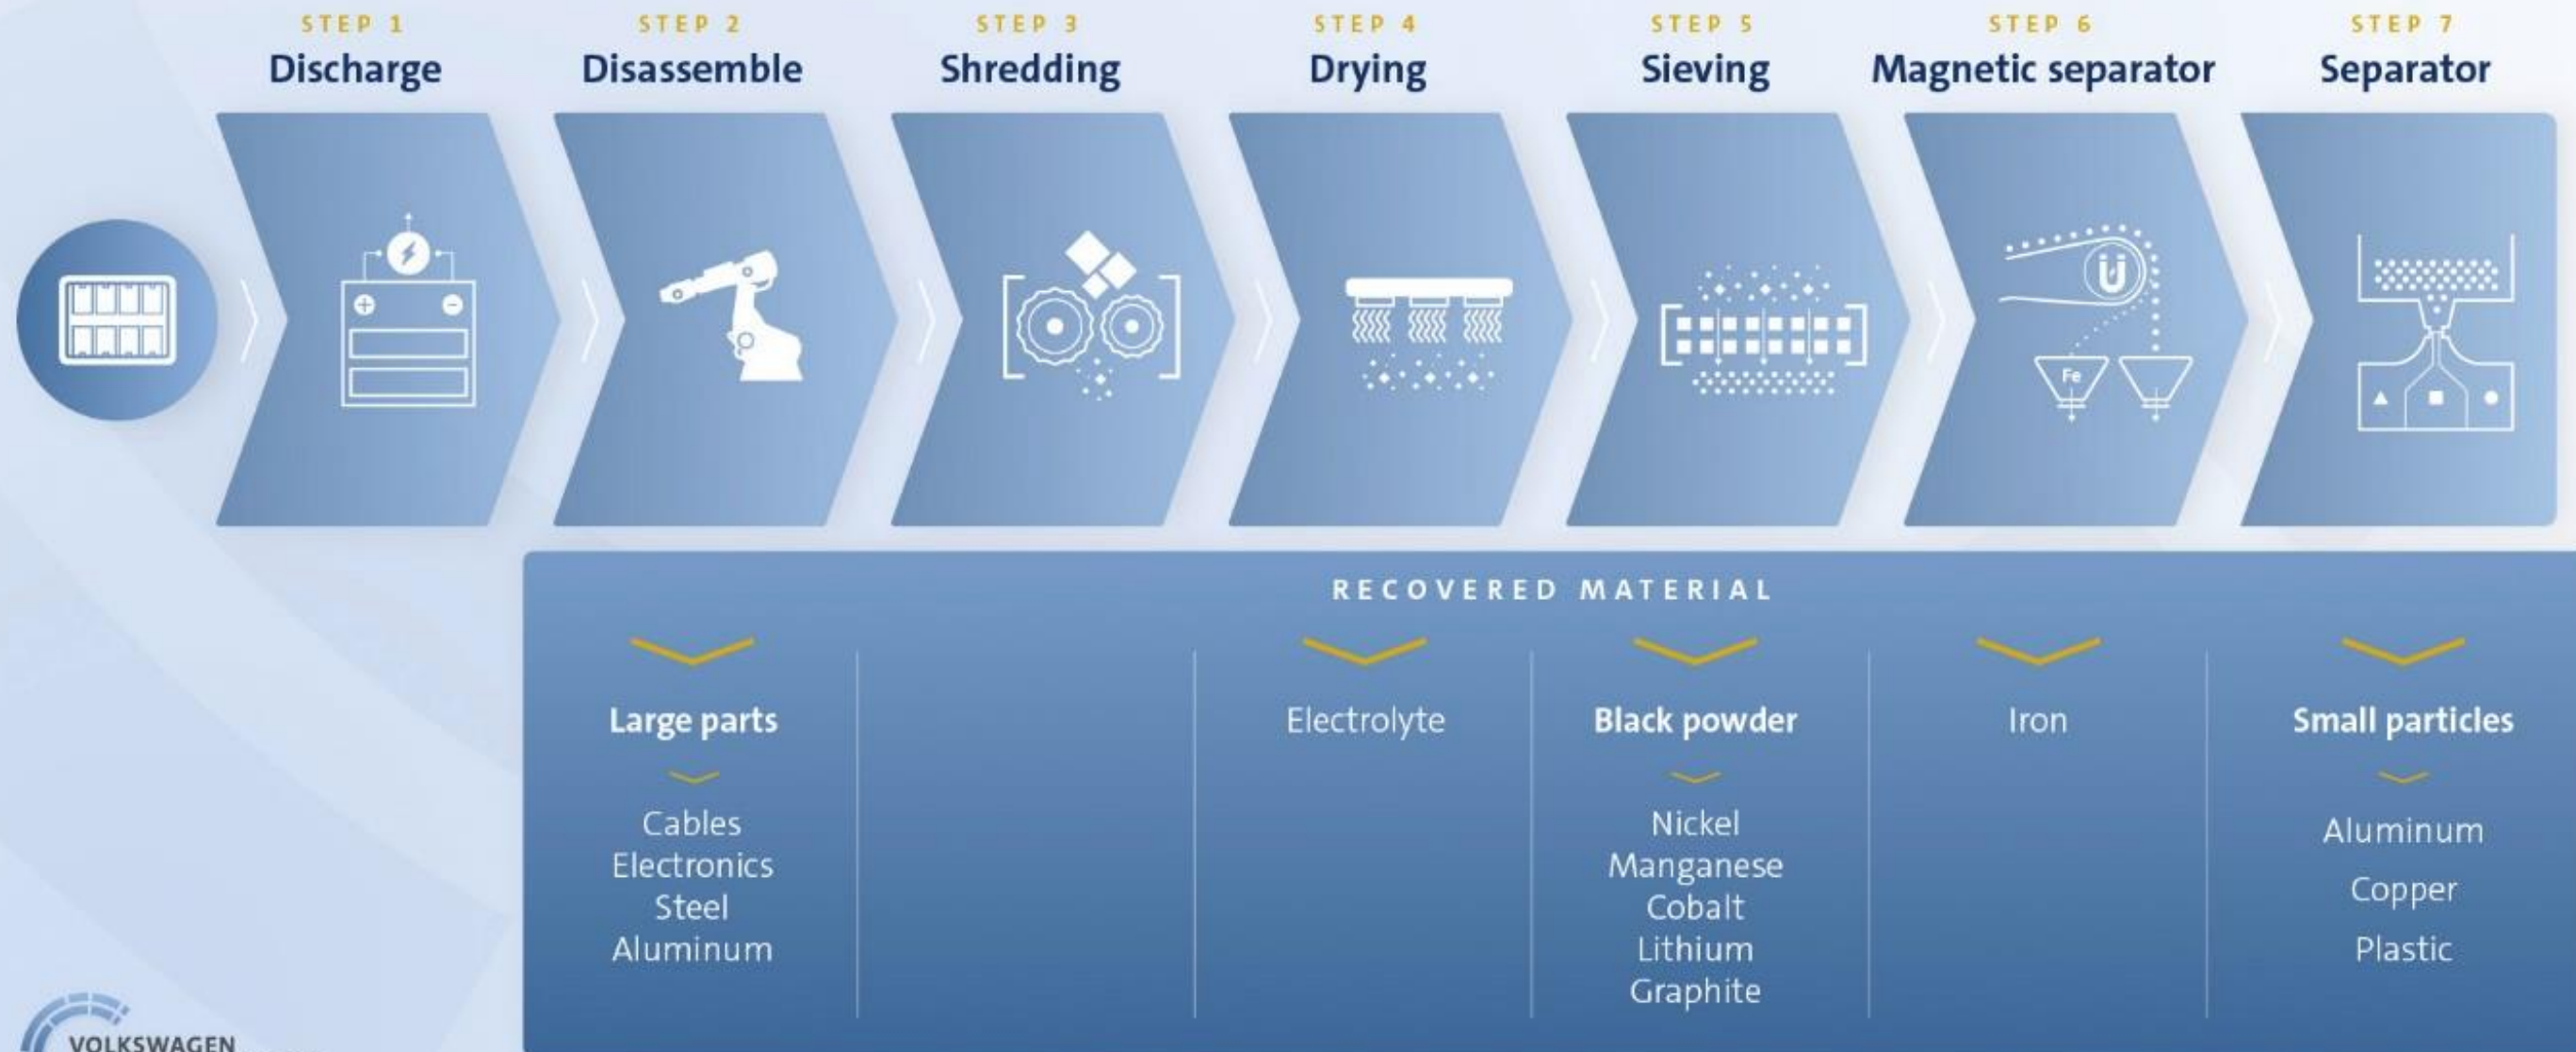 STEP 1
Discharge
STEP 2
Disassemble
STEP 3
Shredding
STEP 4
Drying
STEP 5
Sieving
STEP 6
Magnetic separator
STEP 7
Separator
Fe
RECOVERED MATERIAL
Large parts
Cables
Electronics
Steel
Aluminum
Electrolyte
Black powder
Nickel
Manganese
Cobalt
Lithium
Graphite
Iron
Small particles
Aluminum
Copper
Plastic
VOLKSWAGEN